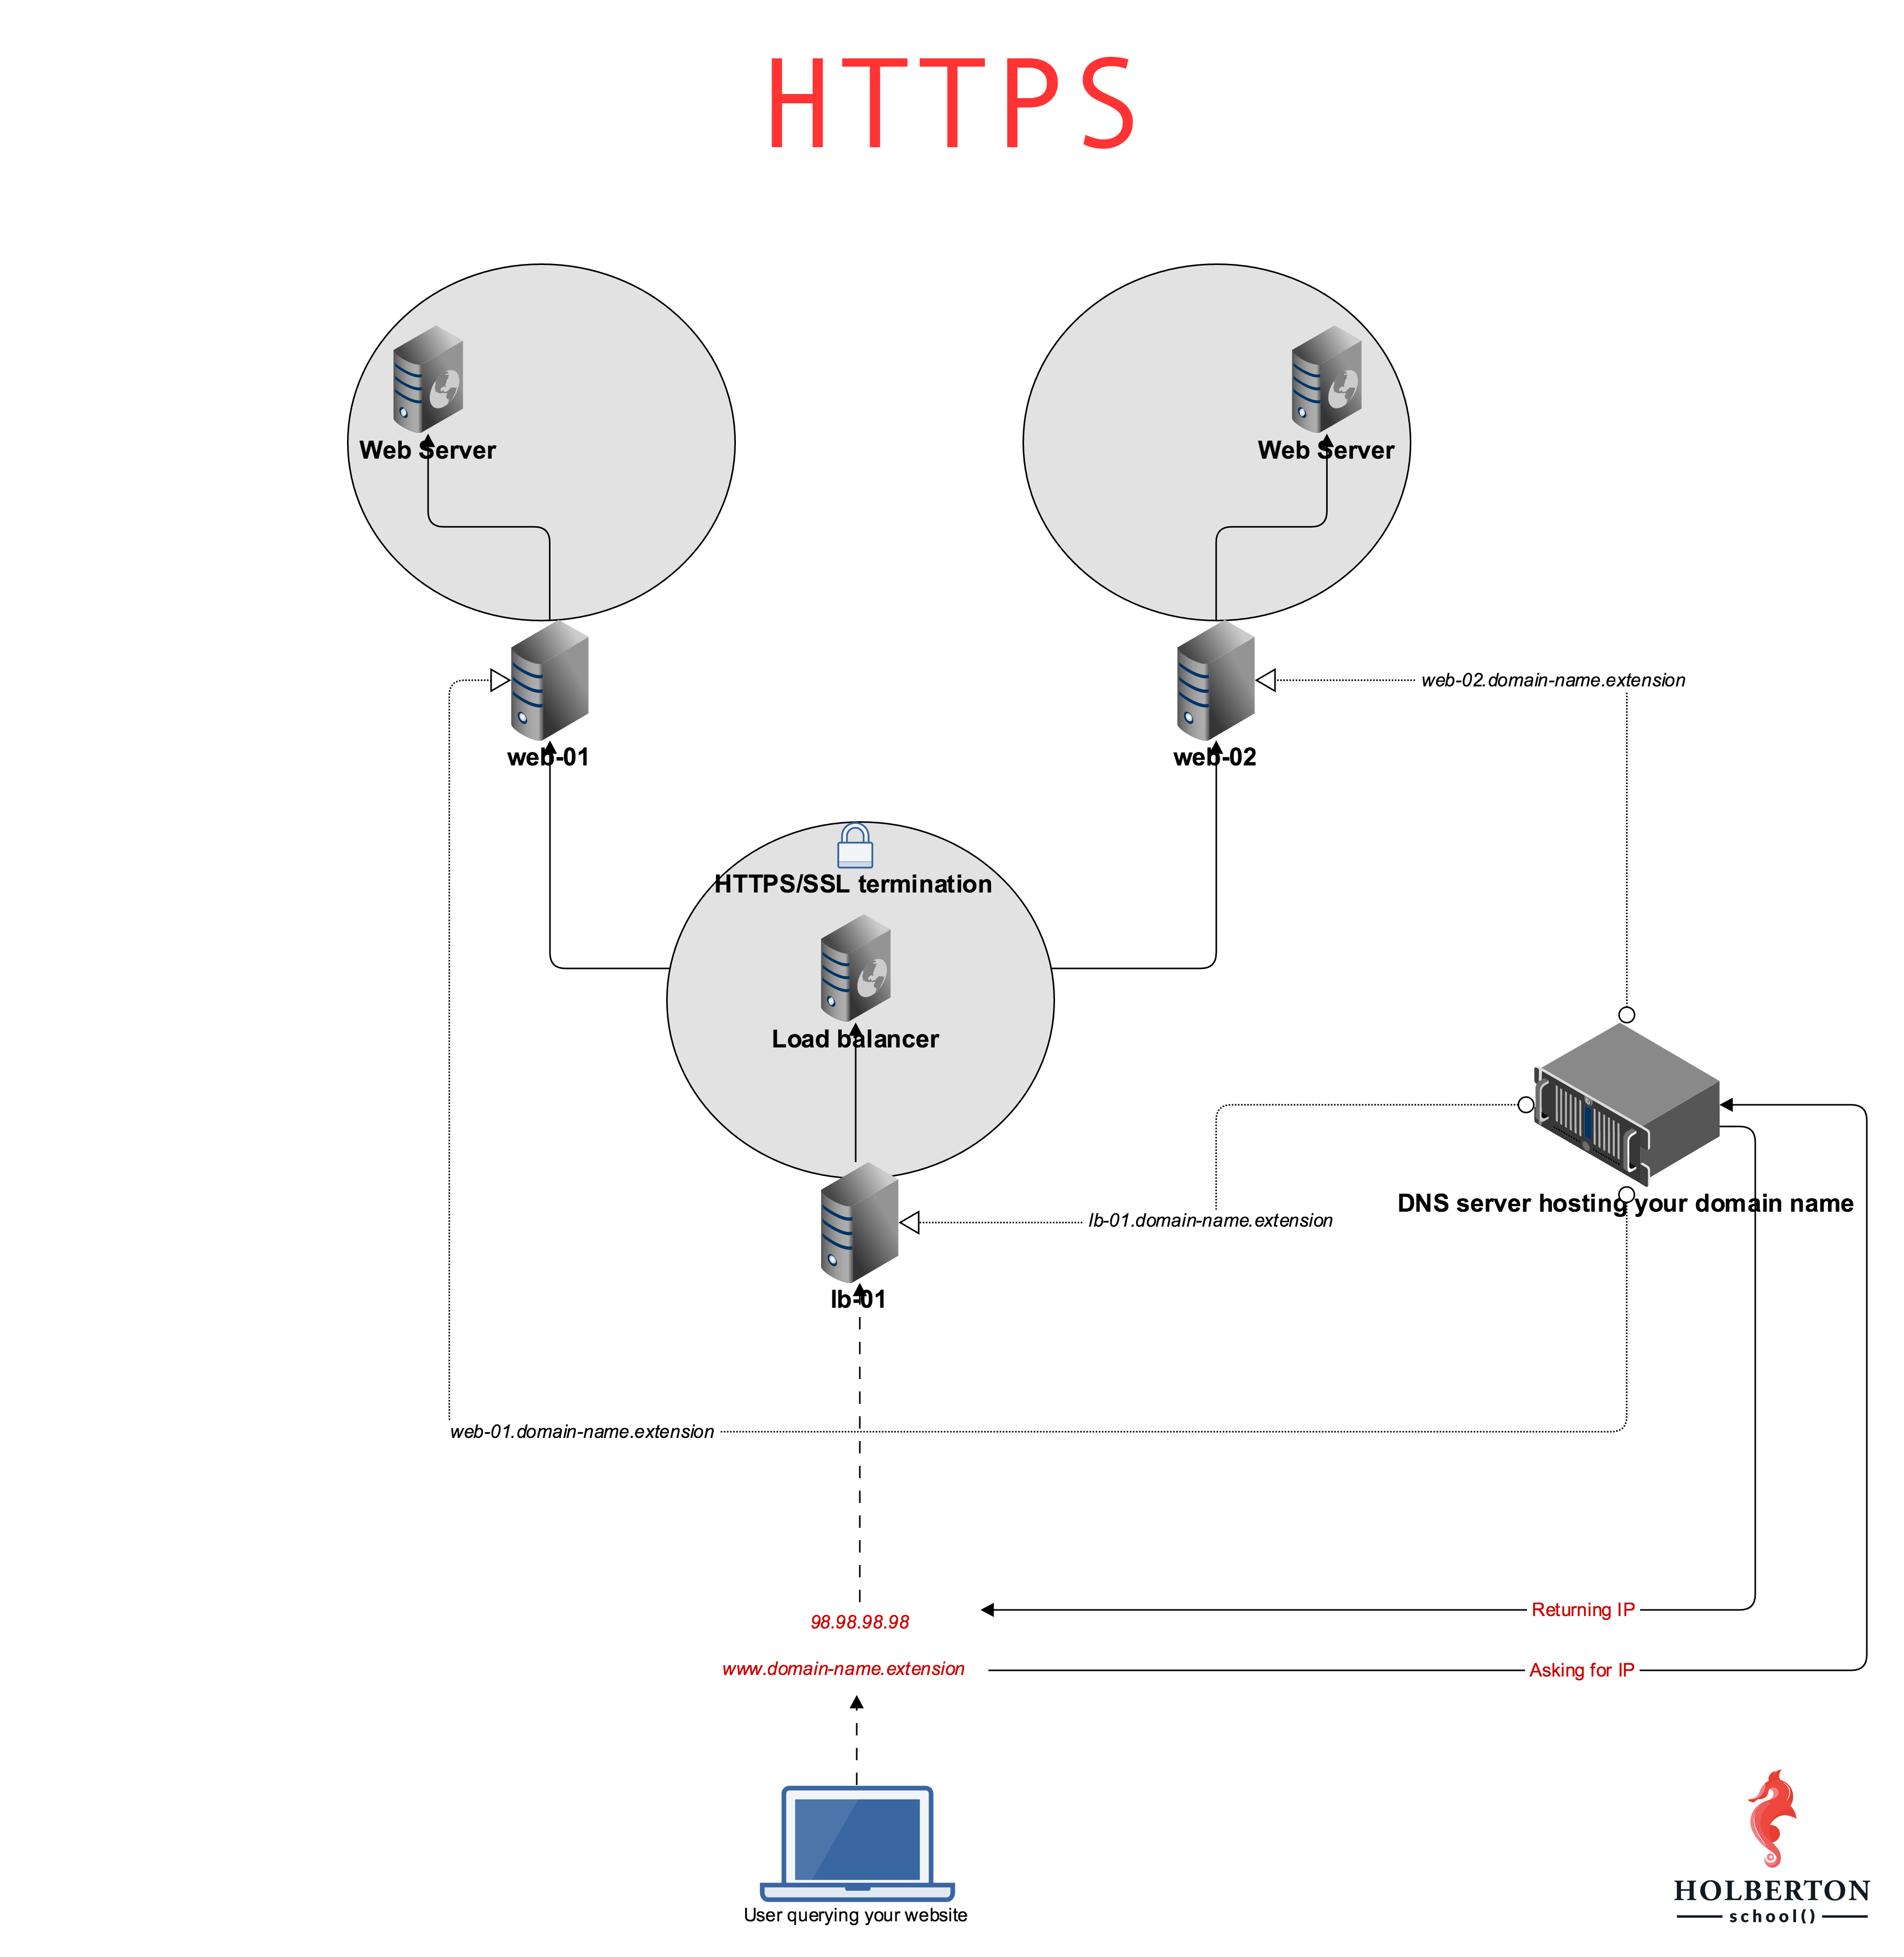 HTTPS
Web Server
Web Server
web-02.domain-name.extension
web-01
web-02
HTTPS/SSL termination
Load balancer
DNS server hosting your domain name
lb-01.domain-name.extension
lb-01
web-01.domain-name.extension
Returning IP
98.98.98.98
www.domain-name.extension
Asking for IP
User querying your website
HOLBERTON
school()